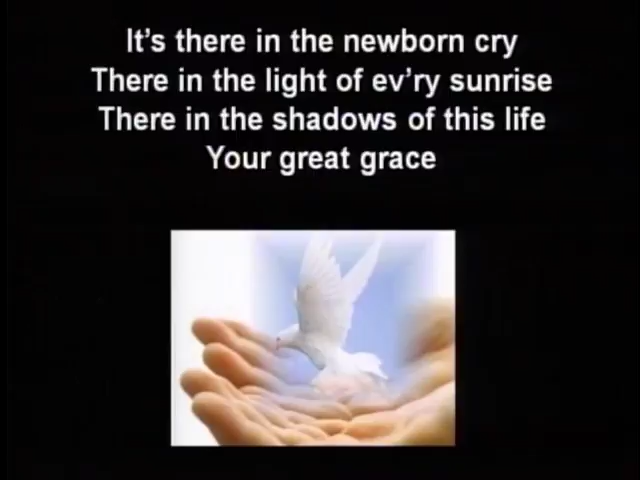 It's there in the newborn cry
There in the light of ev'ry sunrise
There in the shadows of this life
Your great grace